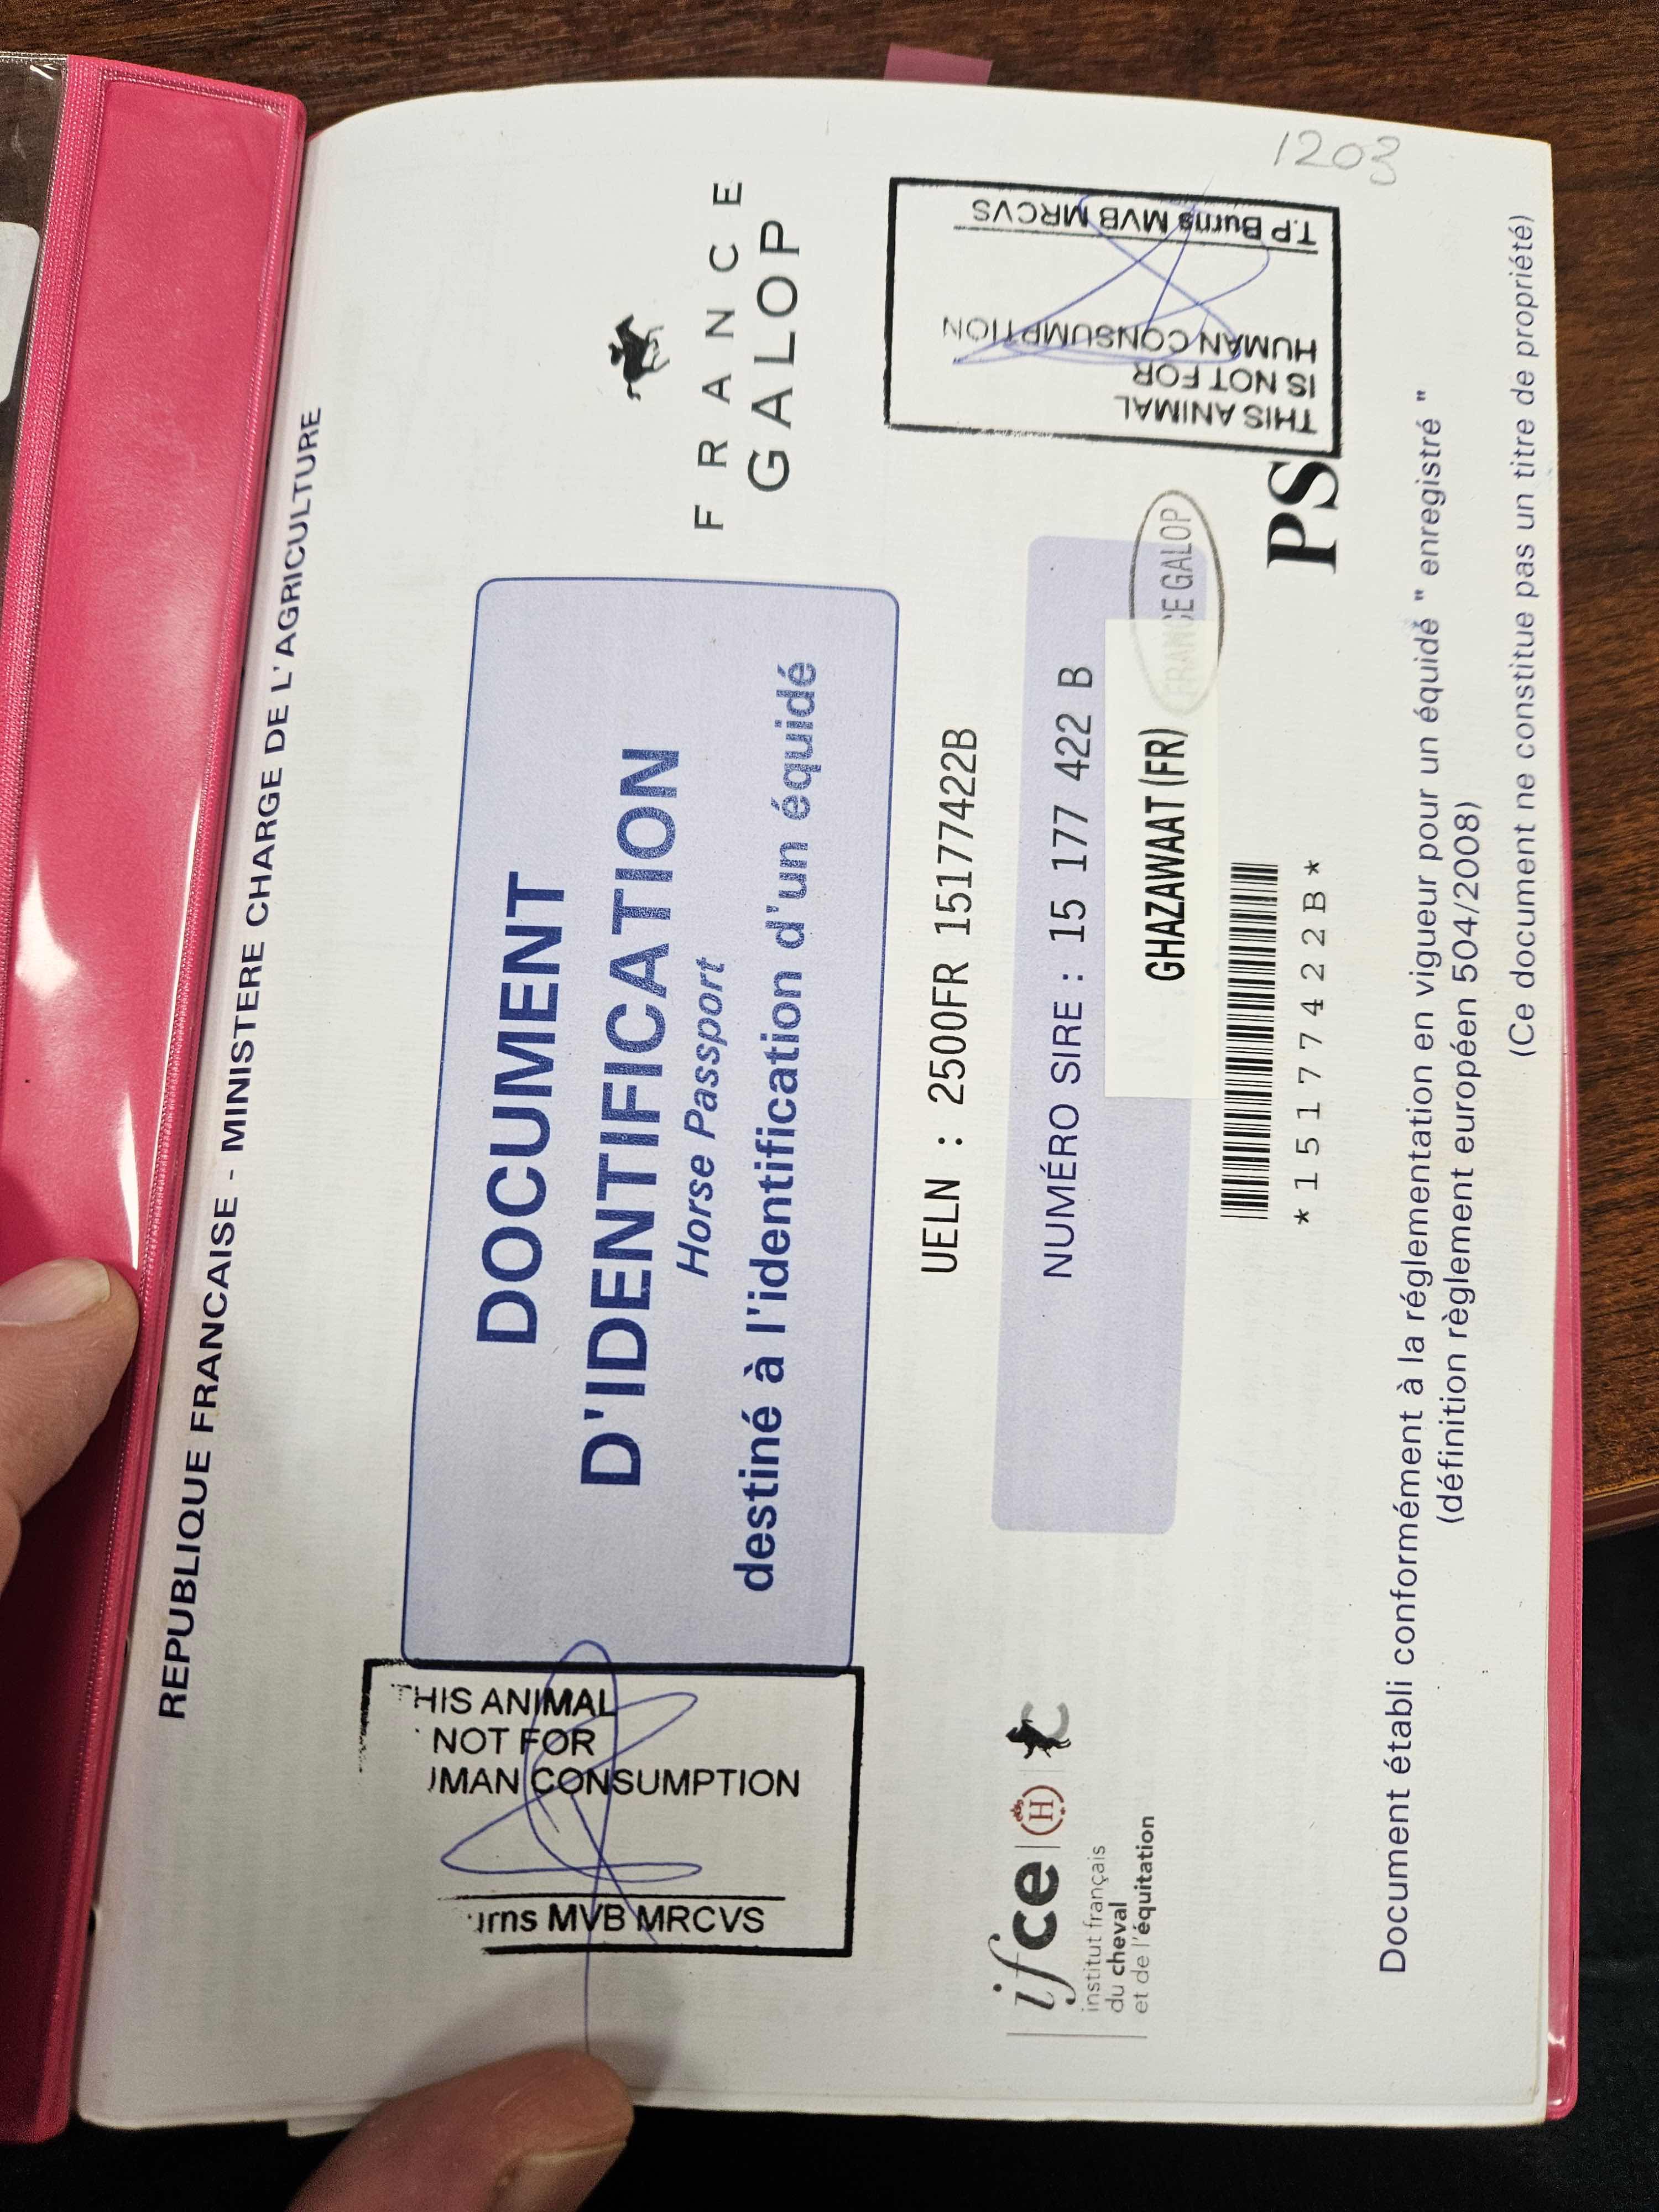 REPUBLIQUE FRANCAISE - MINISTERE CHARGE DE L'AGRICULTURE
THIS ANIMAL
NOT FOR
UMAN CONSUMPTION
urns MVB MRCVS
DOCUMENT
D'IDENTIFICATION
Horse Passport
destiné à l'identification d'un équidé
FRANCE
GALOP
UELN : 2500FR 15177422B
NUMÉRO SIRE : 15 177 422 B
GHAZAWAAT (FR)
FRANCE GALOP
*15177422B*
ifce
H
institut français
du cheval
et de l'équitation
THIS ANIMAL
IS NOT FOR
HUMAN CONSUMPTION
T.P Burns MVB MRCVS
PS
1203
Document établi conformément à la réglementation en vigueur pour un équidé " enregistré "
(définition règlement européen 504/2008)
(Ce document ne constitue pas un titre de propriété)